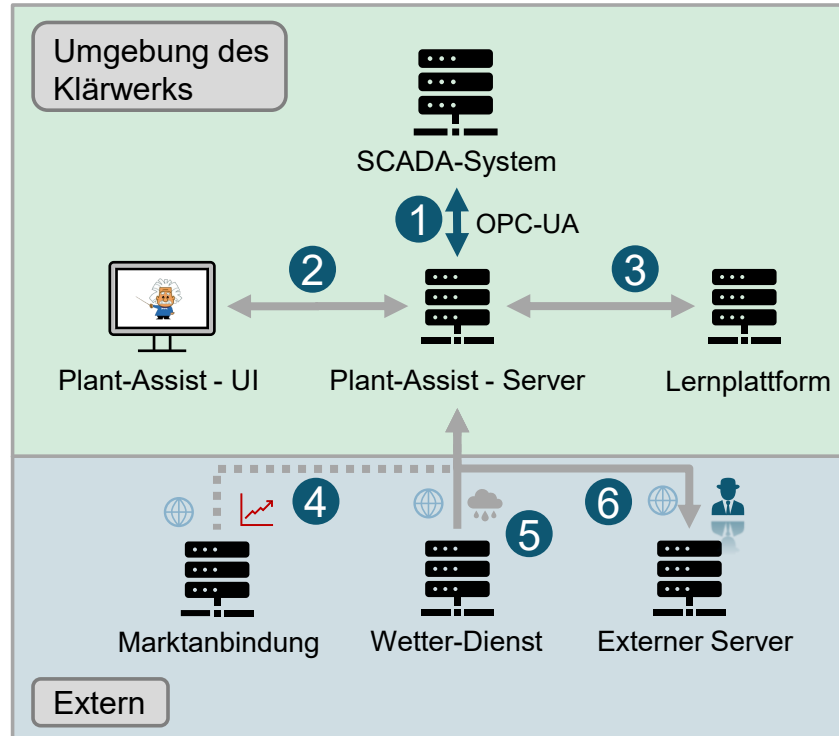 Umgebung des
Klärwerks
SCADA-System
1
OPC-UA
2
3
Plant-Assist - UI
Plant-Assist - Server
Lernplattform
4
5
6
Marktanbindung
Wetter-Dienst
Externer Server
Extern